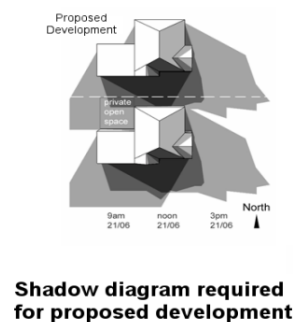 Proposed
Development
private
open
space
North
9am noon 3pm
21/06 21/06 21/06
Shadow diagram required
for proposed development